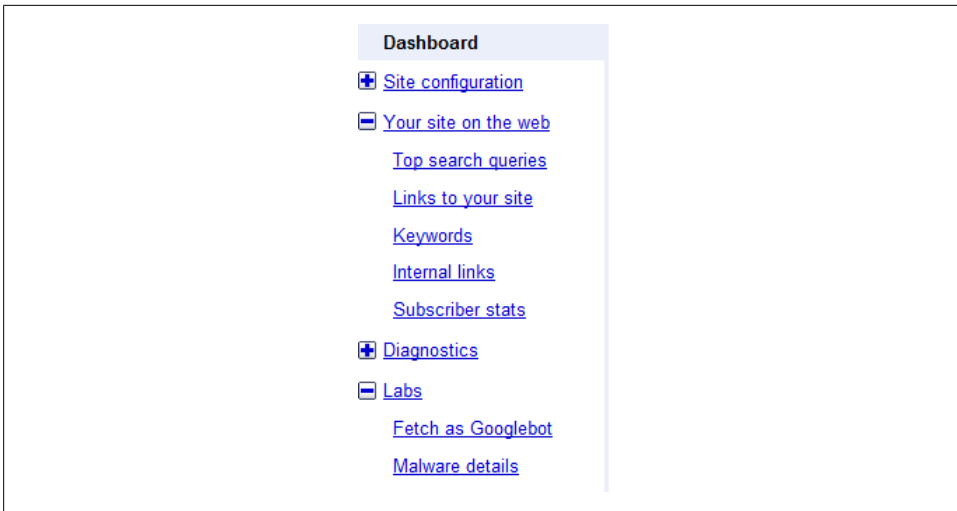 Dashboard
Site configuration
Your site on the web
Top search queries
Links to your site
Keywords
Internal links
Subscriber stats
Diagnostics
Labs
Fetch as Googlebot
Malware details